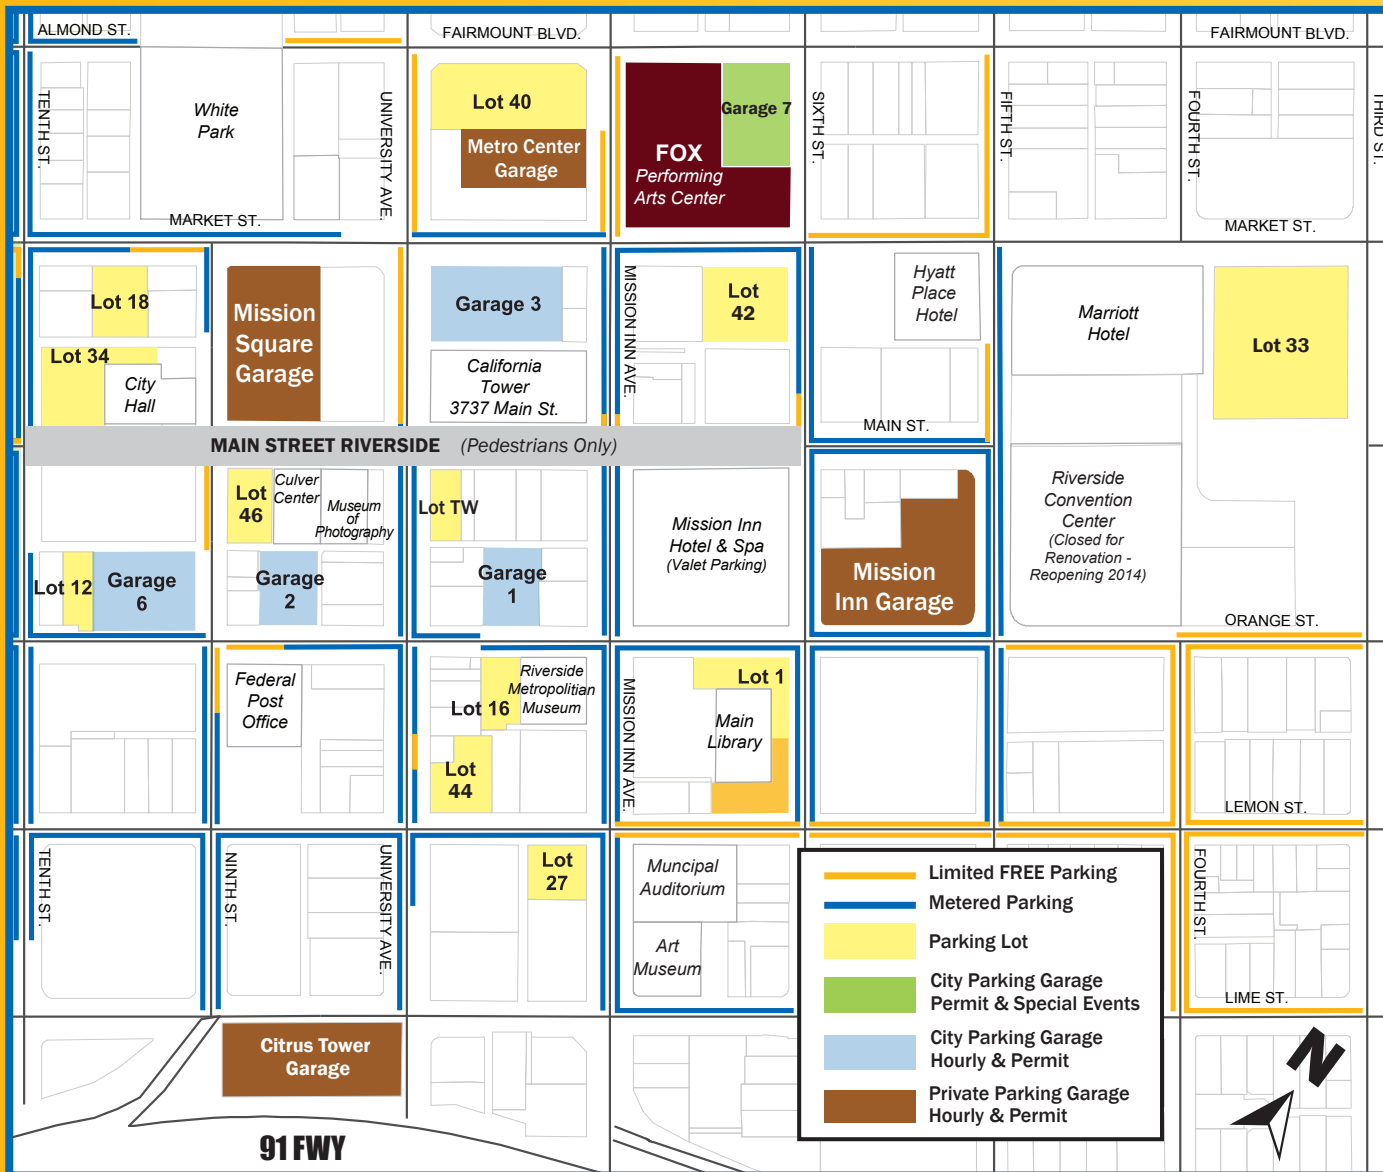 ALMOND ST.
FAIRMOUNT BLVD.
FAIRMOUNT BLVD.
TENTH ST.
White
Park
UNIVERSITY AVE.
Lot 40
Metro Center
Garage
FOX
Performing
Arts Center
Garage 7
SIXTH ST.
FIFTH ST.
FOURTH ST.
THIRD ST.
MARKET ST.
MARKET ST.
Lot 18
Lot 34
City
Hall
Mission
Square
Garage
Garage 3
California
Tower
3737 Main St.
MISSION INN AVE.
Lot
42
Hyatt
Place
Hotel
Marriott
Hotel
Lot 33
MAIN ST.
MAIN STREET RIVERSIDE (Pedestrians Only)
Lot
46
Culver
Center
Museum
of
Photography
Lot TW
Mission Inn
Hotel & Spa
(Valet Parking)
Riverside
Convention
Center
(Closed for
Renovation -
Reopening 2014)
Lot 12
Garage
6
Garage
2
Garage
1
Mission
Inn Garage
ORANGE ST.
Federal
Post
Office
Lot 16
Riverside
Metropolitan
Museum
Lot
44
MISSION INN AVE.
Lot 1
Main
Library
LEMON ST.
TENTH ST.
NINTH ST.
UNIVERSITY AVE.
Lot
27
Muncipal
Auditorium
Art
Museum
FOURTH ST.
LIME ST.
Limited FREE Parking
Metered Parking
Parking Lot
City Parking Garage
Permit & Special Events
City Parking Garage
Hourly & Permit
Private Parking Garage
Hourly & Permit
Citrus Tower
Garage
91 FWY
N